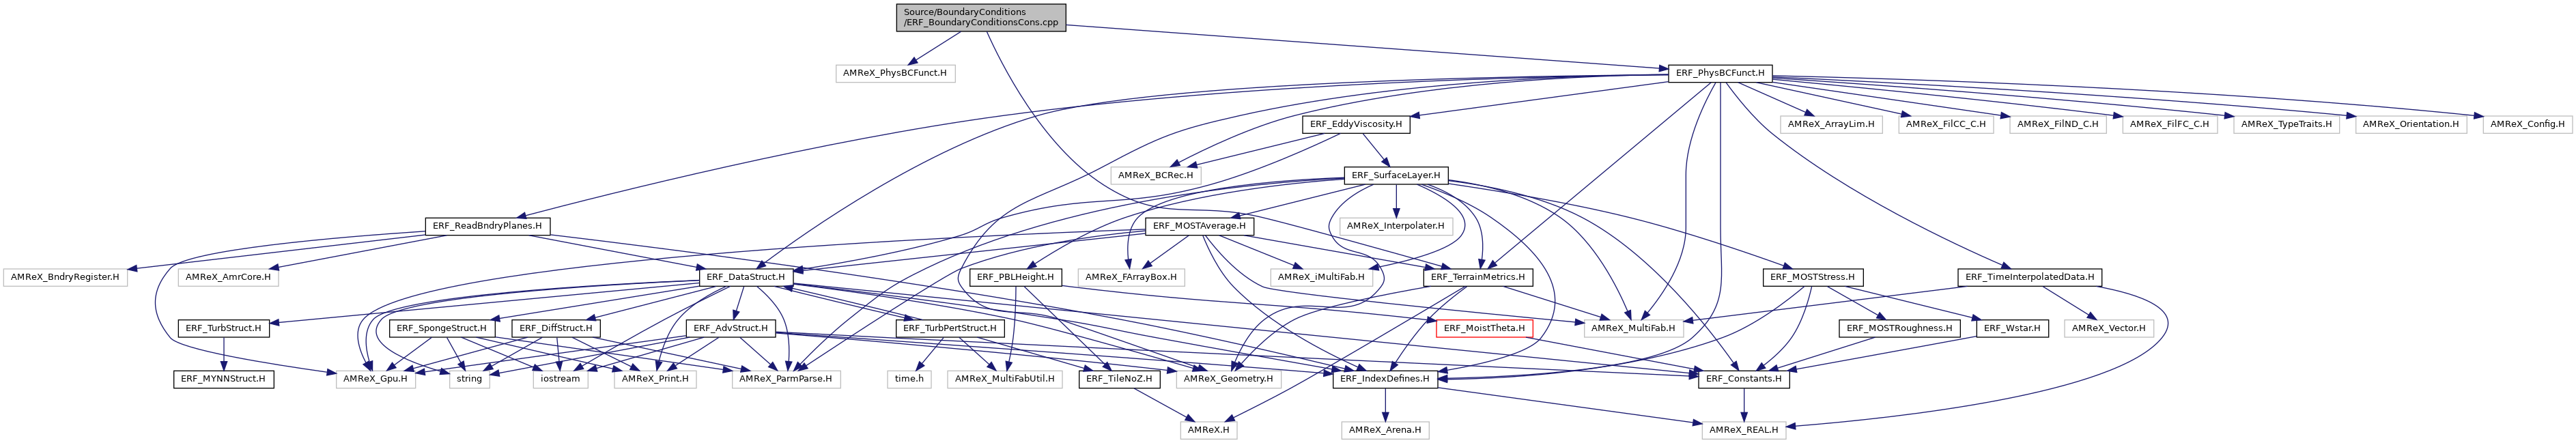 Source/BoundaryConditions
/ERF_BoundaryConditionsCons.cpp
AMReX_PhysBCFunct.H
ERF_PhysBCFunct.H
ERF_EddyViscosity.H
AMReX_ArrayLim.H
AMReX_FilCC_C.H
AMReX_FilND_C.H
AMReX_FilFC_C.H
AMReX_TypeTraits.H
AMReX_Orientation.H
AMReX_Config.H
AMReX_BCRec.H
ERF_SurfaceLayer.H
ERF_ReadBndryPlanes.H
ERF_MOSTAverage.H
AMReX_Interpolater.H
AMReX_BndryRegister.H
AMReX_AmrCore.H
ERF_DataStruct.H
ERF_PBLHeight.H
AMReX_FArrayBox.H
AMReX_iMultiFab.H
ERF_TerrainMetrics.H
ERF_MOSTStress.H
ERF_TimeInterpolatedData.H
ERF_TurbStruct.H
ERF_SpongeStruct.H
ERF_DiffStruct.H
ERF_AdvStruct.H
ERF_TurbPertStruct.H
ERF_MoistTheta.H
AMReX_MultiFab.H
ERF_MOSTRoughness.H
ERF_Wstar.H
AMReX_Vector.H
ERF_MYNNStruct.H
AMReX_Gpu.H
string
iostream
AMReX_Print.H
AMReX_ParmParse.H
time.h
AMReX_MultiFabUtil.H
ERF_TileNoZ.H
AMReX_Geometry.H
ERF_IndexDefines.H
ERF_Constants.H
AMReX.H
AMReX_Arena.H
AMReX_REAL.H